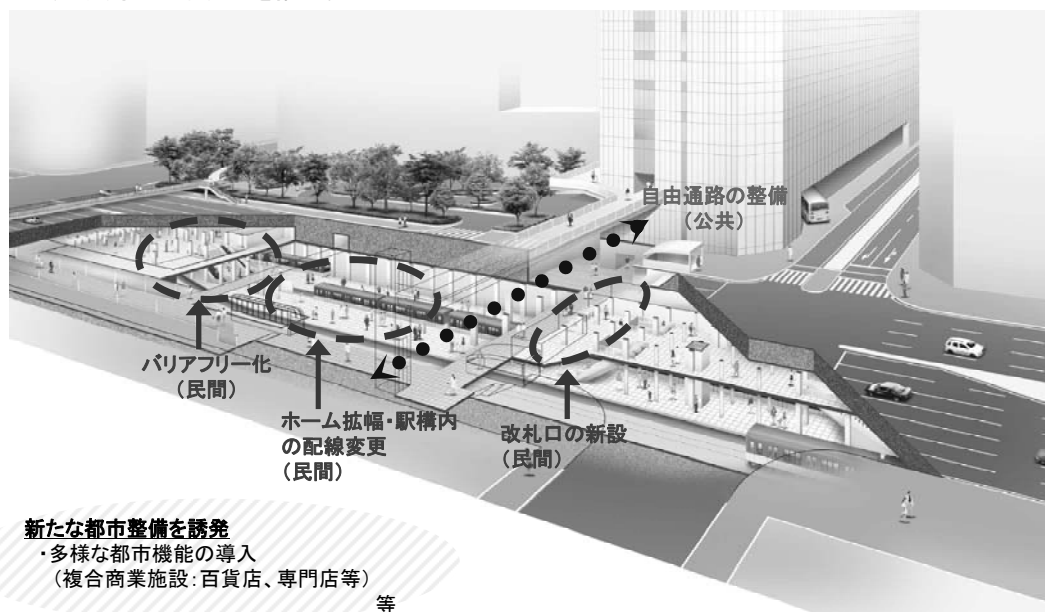 自由通路の整備
(公共)
バリアフリー化
(民間)
ホーム拡幅・駅構内
の配線変更
(民間)
改札口の新設
(民間)
新たな都市整備を誘発
・多様な都市機能の導入
(複合商業施設:百貨店、専門店等)
等